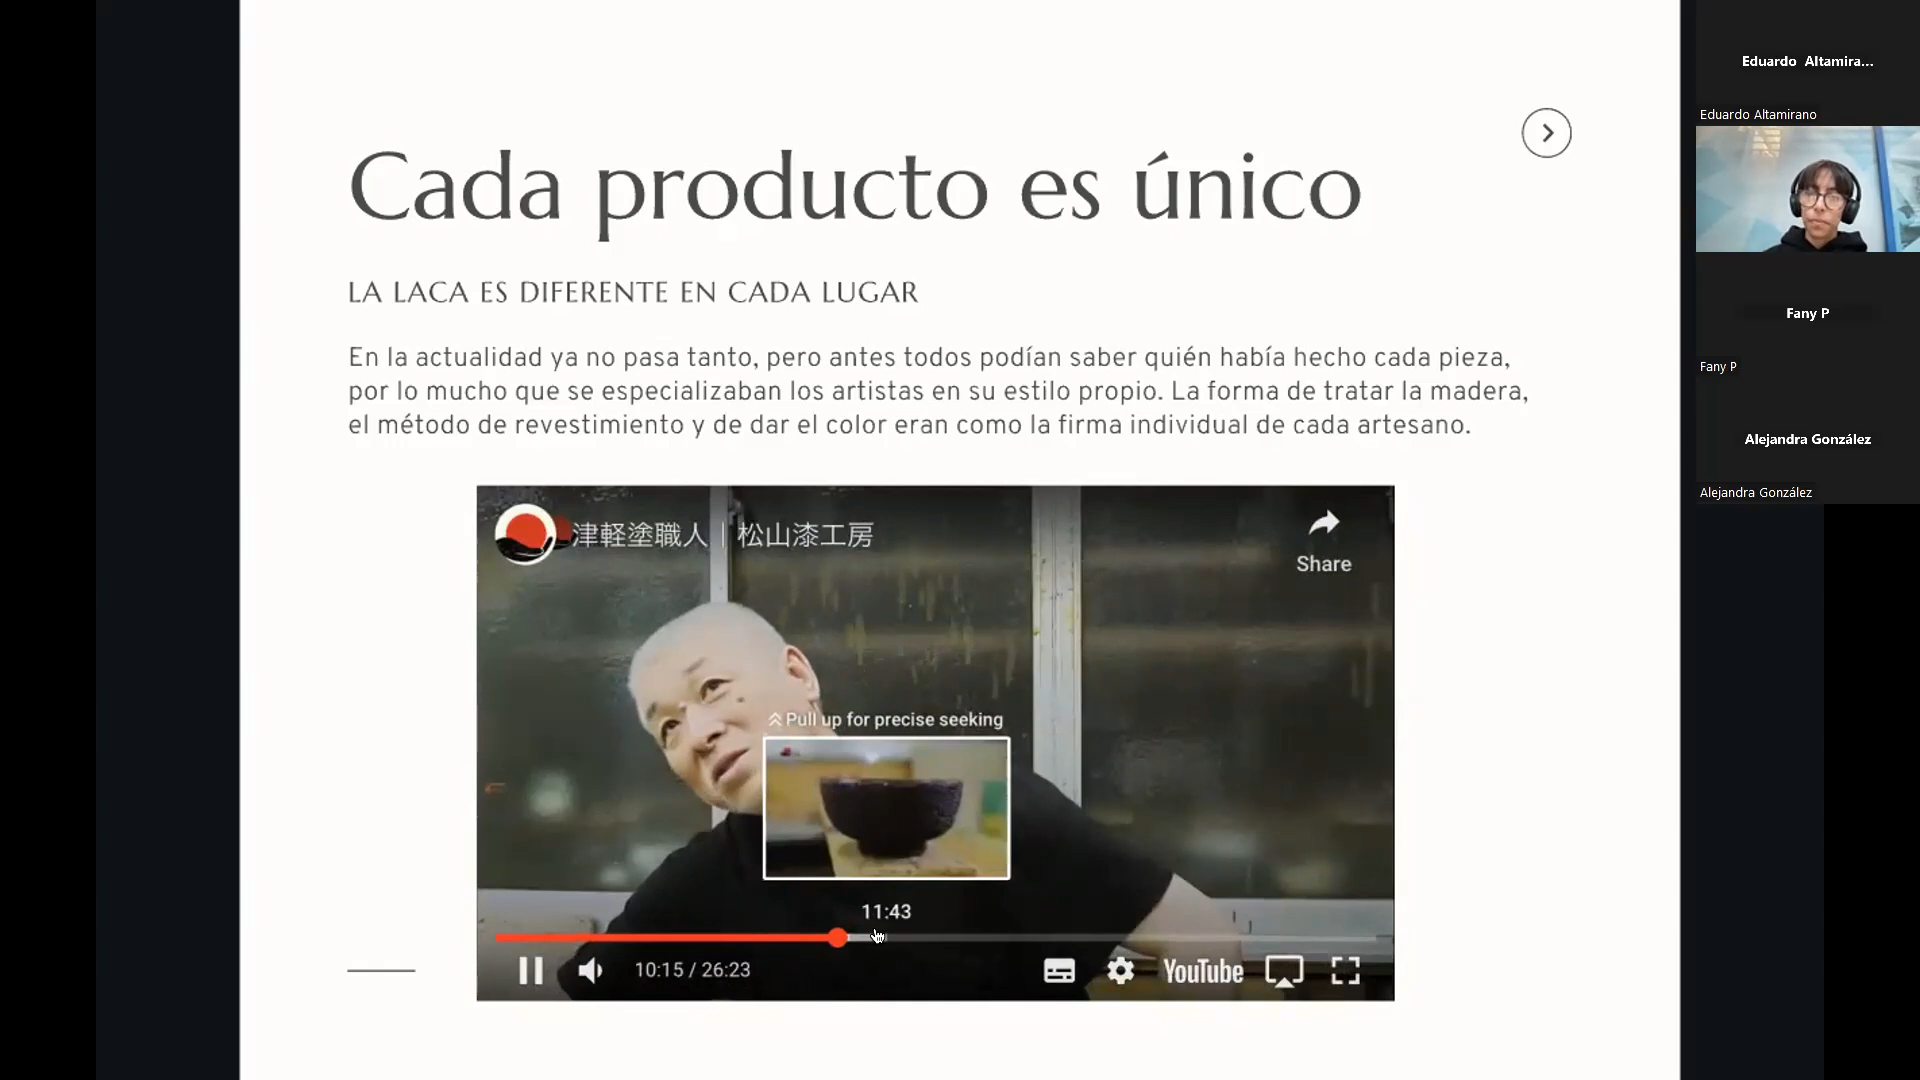 Cada producto es único
LA LACA ES DIFERENTE EN CADA LUGAR
En la actualidad ya no pasa tanto, pero antes todos podían saber quién había hecho cada pieza,
por lo mucho que se especializaban los artistas en su estilo propio. La forma de tratar la madera,
el método de revestimiento y de dar el color eran como la firma individual de cada artesano.
津軽塗職人｜松山漆工房
Share
Pull up for precise seeking
11:43
10:15 / 26:23
YouTube
Eduardo Altamira...
Eduardo Altamirano
Fany P
Fany P
Alejandra González
Alejandra González